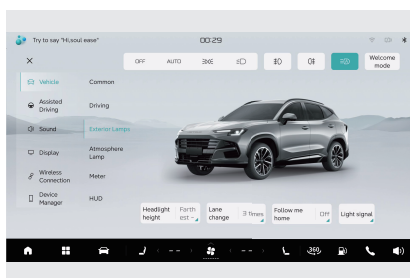 Try to say "Hi,soul ease"
00:29
OFF
AUTO
Welcome mode
Vehicle
Common
Assisted Driving
Driving
Sound
Exterior Lamps
Display
Atmosphere Lamp
Wireless Connection
Meter
Device Manager
HUD
Headlight height
Farth est -
Lane change
3 times
Follow me home
Off
Light signal
- -
- -
360